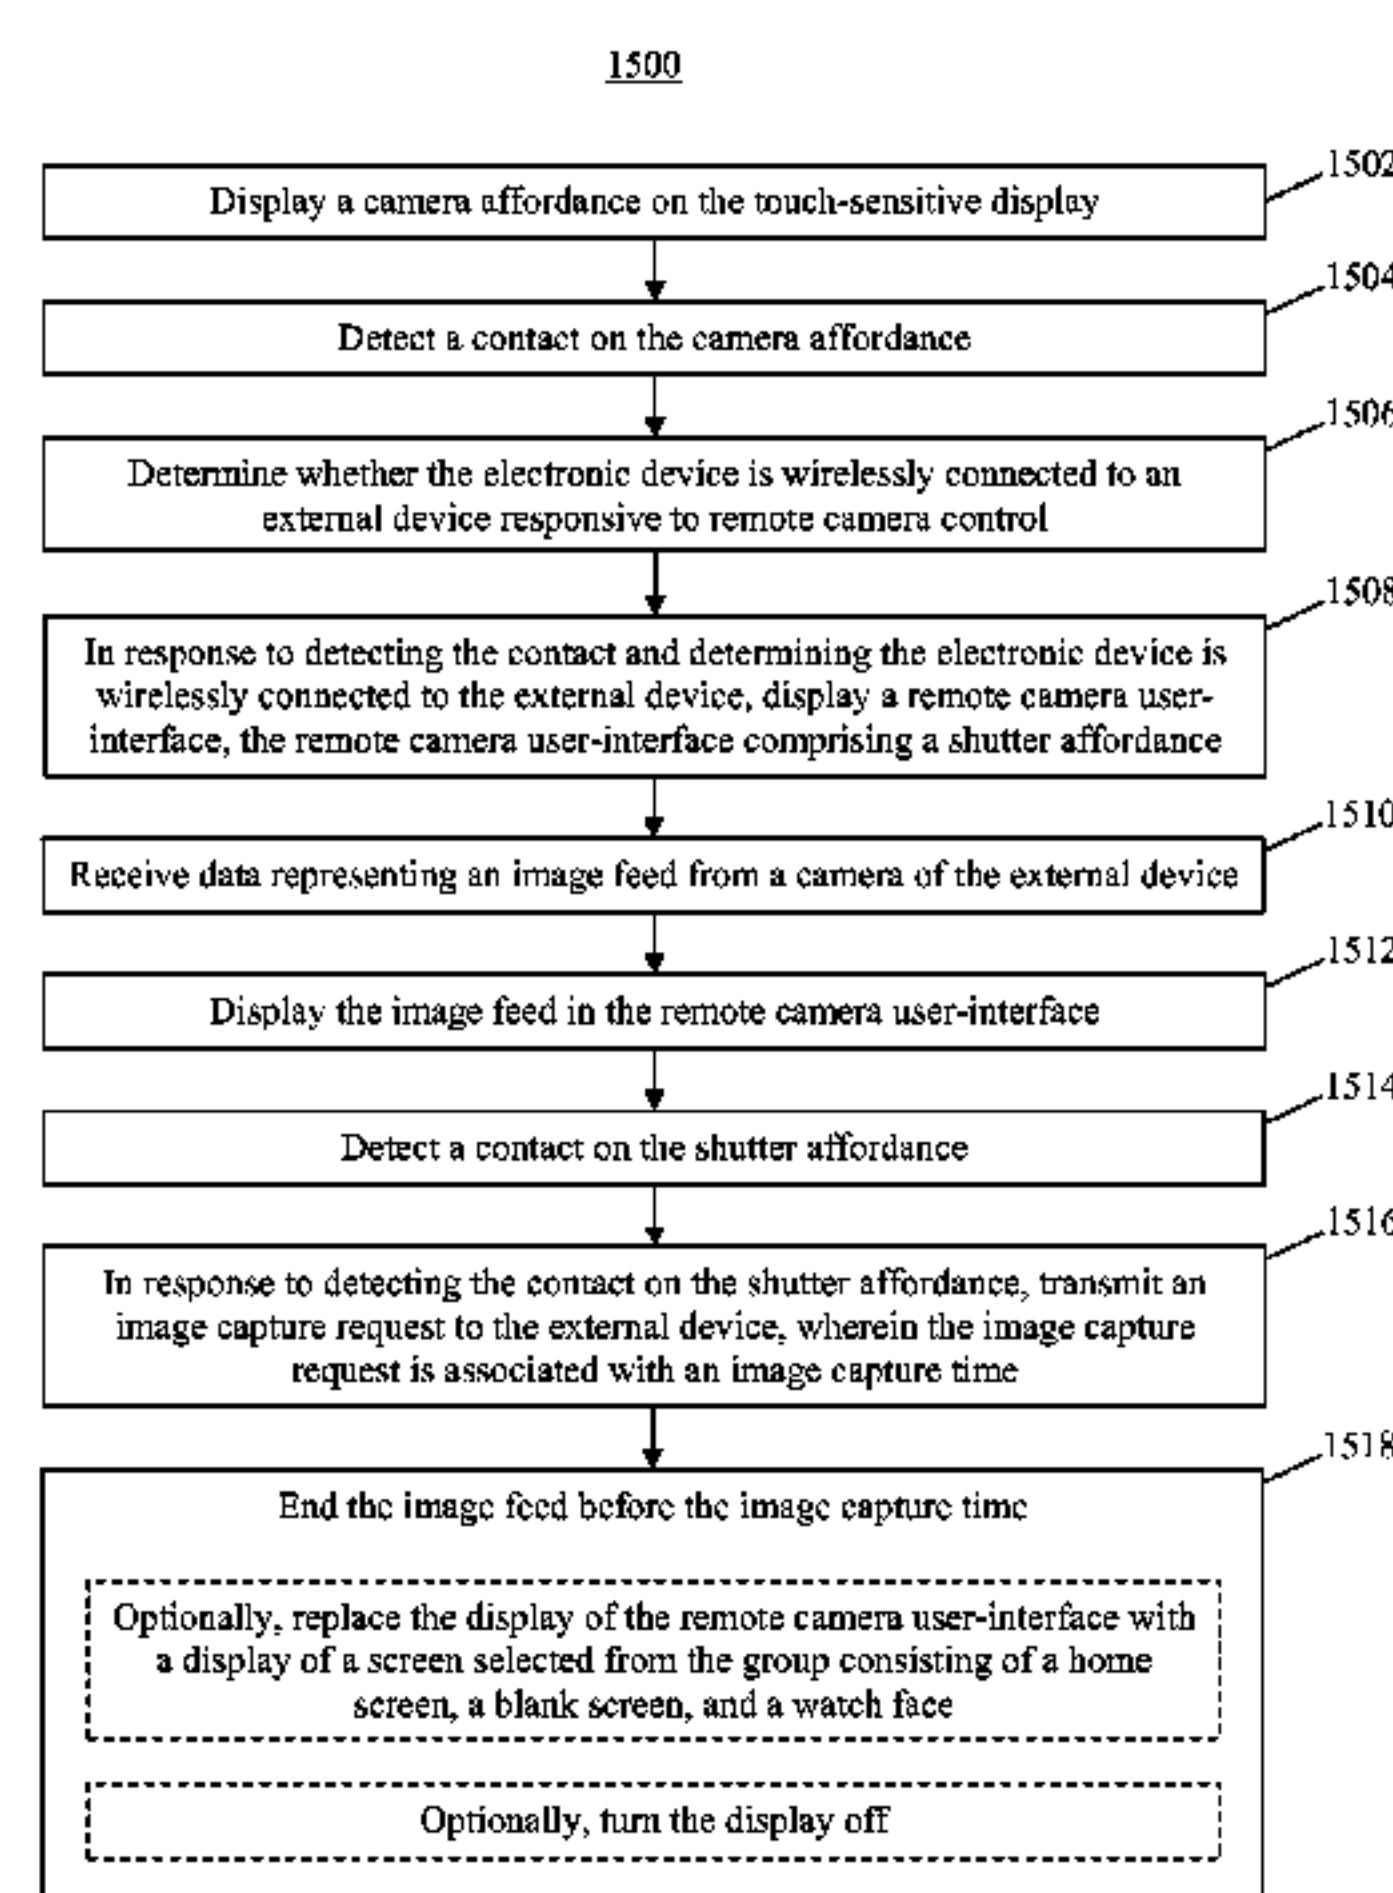 1500
1502
Display a camera affordance on the touch-sensitive display
1504
Detect a contact on the camera affordance
1506
Determine whether the electronic device is wirelessly connected to an
external device responsive to remote camera control
1508
In response to detecting the contact and determining the electronic device is
wirelessly connected to the external device, display a remote camera user-
interface, the remote camera user-interface comprising a shutter affordance
1510
Receive data representing an image feed from a camera of the external device
1512
Display the image feed in the remote camera user-interface
1514
Detect a contact on the shutter affordance
1516
In response to detecting the contact on the shutter affordance, transmit an
image capture request to the external device, wherein the image capture
request is associated with an image capture time
1518
End the image feed before the image capture time
Optionally, replace the display of the remote camera user-interface with
a display of a screen selected from the group consisting of a home
screen, a blank screen, and a watch face
Optionally, turn the display off